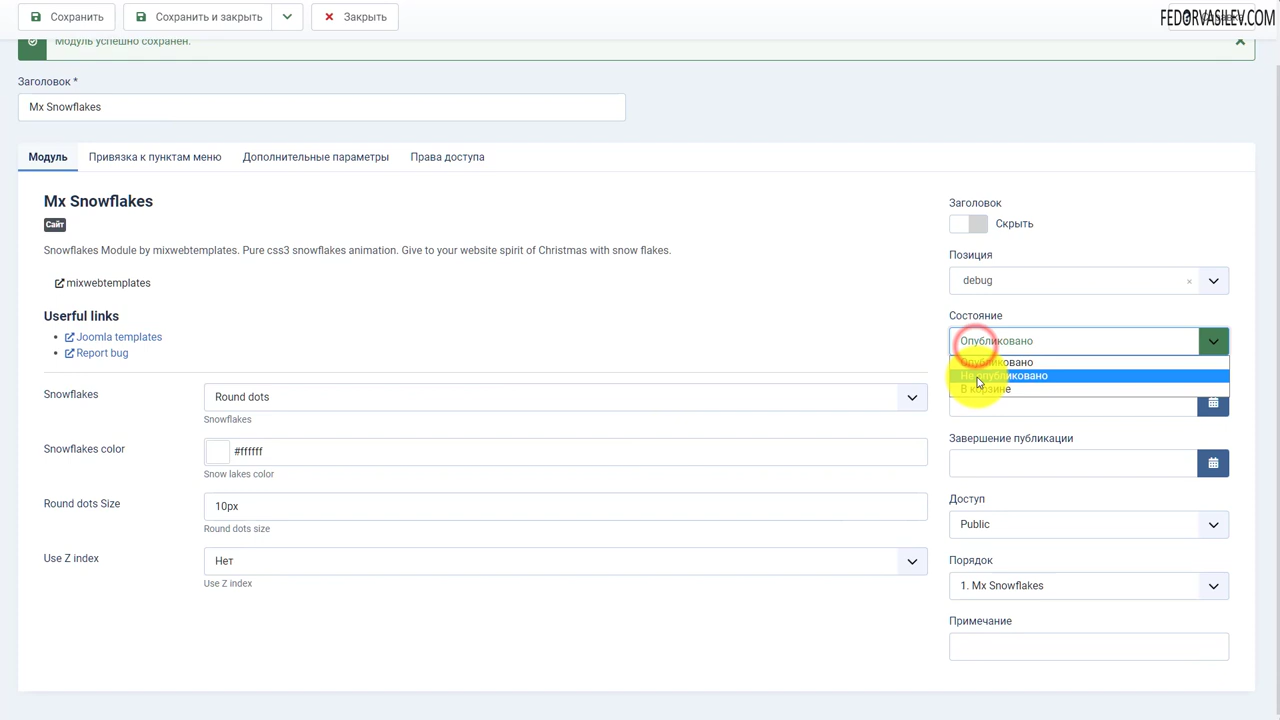 Сохранить
Сохранить и закрыть
Закрыть
FEDORVASILEV.COM
Модуль успешно сохранен.
Заголовок *
Mx Snowflakes
Модуль
Привязка к пунктам меню
Дополнительные параметры
Права доступа
Mx Snowflakes
Сайт
Snowflakes Module by mixwebtemplates. Pure css3 snowflakes animation. Give to your website spirit of Christmas with snow flakes.
mixwebtemplates
Userful links
Joomla templates
Report bug
Snowflakes
Round dots
Snowflakes
Snowflakes color
#ffffff
Snow lakes color
Round dots Size
10px
Round dots size
Use Z index
Нет
Use Z index
Заголовок
Скрыть
Позиция
debug
Состояние
Опубликовано
Опубликовано
Не опубликовано
В корзине
Завершение публикации
Доступ
Public
Порядок
1. Mx Snowflakes
Примечание